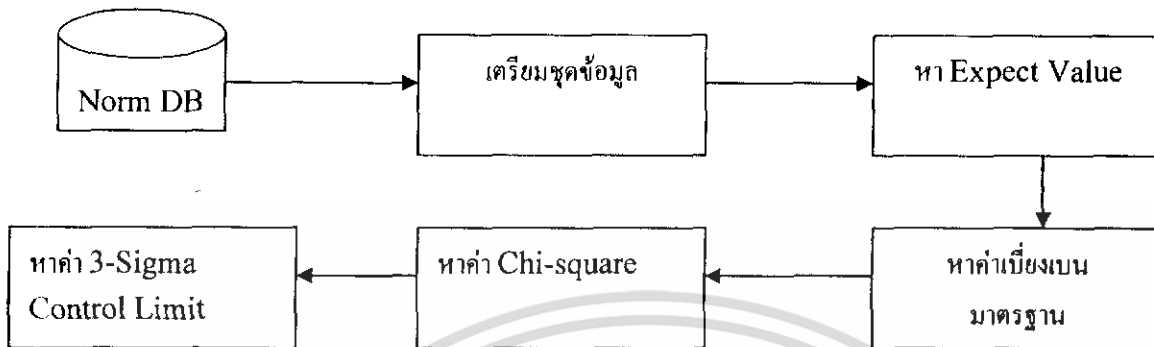 Norm DB
เตรียมชุดข้อมูล
หา Expect Value
หาค่าเบี่ยงเบน
มาตรฐาน
หาค่า Chi-square
หาค่า 3-Sigma
Control Limit